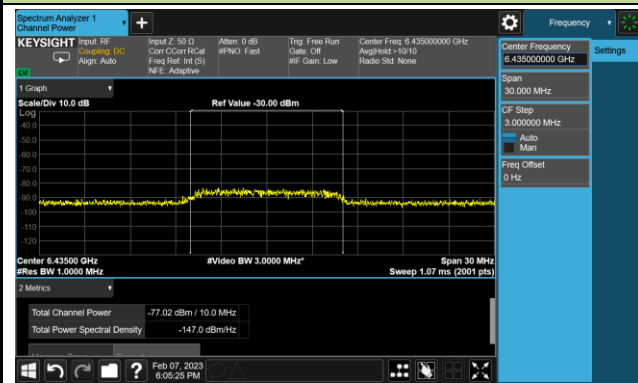 Spectrum Analyzer 1
Channel Power
+
Frequency
KEYSIGHT
Input: RF
Coupling: DC
Align: Auto
Input Z: 50 Ω
Corr CCorr RCal
Freq Ref: Int (S)
NFE: Adaptive
Atten: 0 dB
#PNO: Fast
Trig: Free Run
Gate: Off
#IF Gain: Low
Center Freq: 6.435000000 GHz
Avg|Hold:>10/10
Radio Std: None
LXI
1 Graph
Scale/Div 10.0 dB
Ref Value -30.00 dBm
Log
-40.0
-50.0
-60.0
-70.0
-80.0
-90.0
-100
-110
-120
Center 6.43500 GHz
#Video BW 3.0000 MHz*
Span 30 MHz
#Res BW 1.0000 MHz
Sweep 1.07 ms (2001 pts)
2 Metrics
Total Channel Power
-77.02 dBm / 10.0 MHz
Total Power Spectral Density
-147.0 dBm/Hz
?
Feb 07, 2023
6:05:25 PM
Center Frequency
6.435000000 GHz
Settings
Span
30.000 MHz
CF Step
3.000000 MHz
Auto
Man
Freq Offset
0 Hz